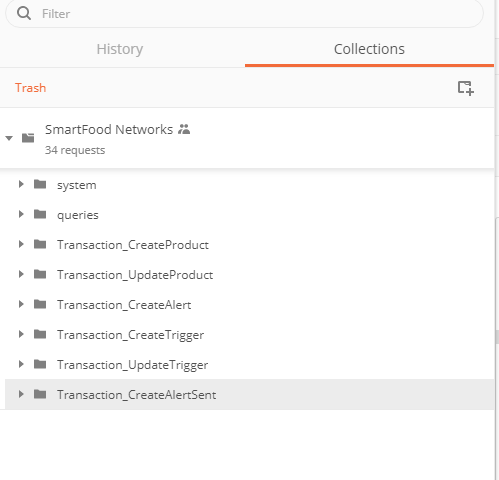 Filter
History
Collections
Trash
SmartFood Networks
34 requests
system
queries
Transaction_CreateProduct
Transaction_UpdateProduct
Transaction_CreateAlert
Transaction_CreateTrigger
Transaction_UpdateTrigger
Transaction_CreateAlertSent